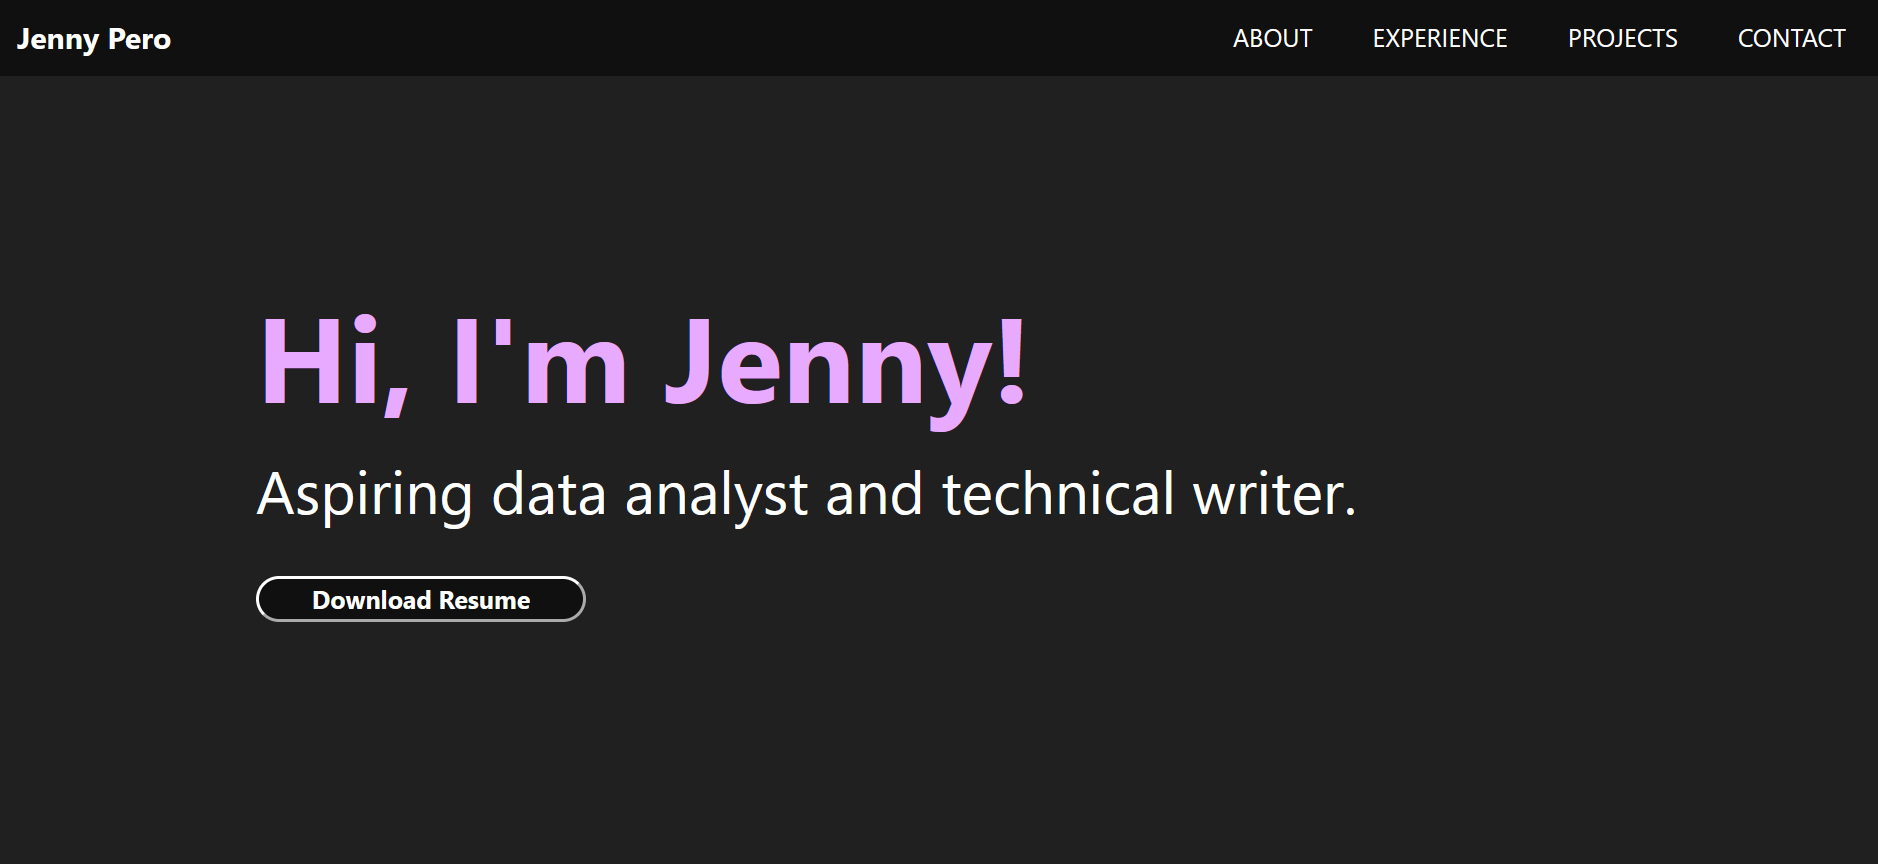 Jenny Pero ABOUT EXPERIENCE PROJECTS CONTACT
Hi, I'm Jenny!
Aspiring data analyst and technical writer.
Download Resume